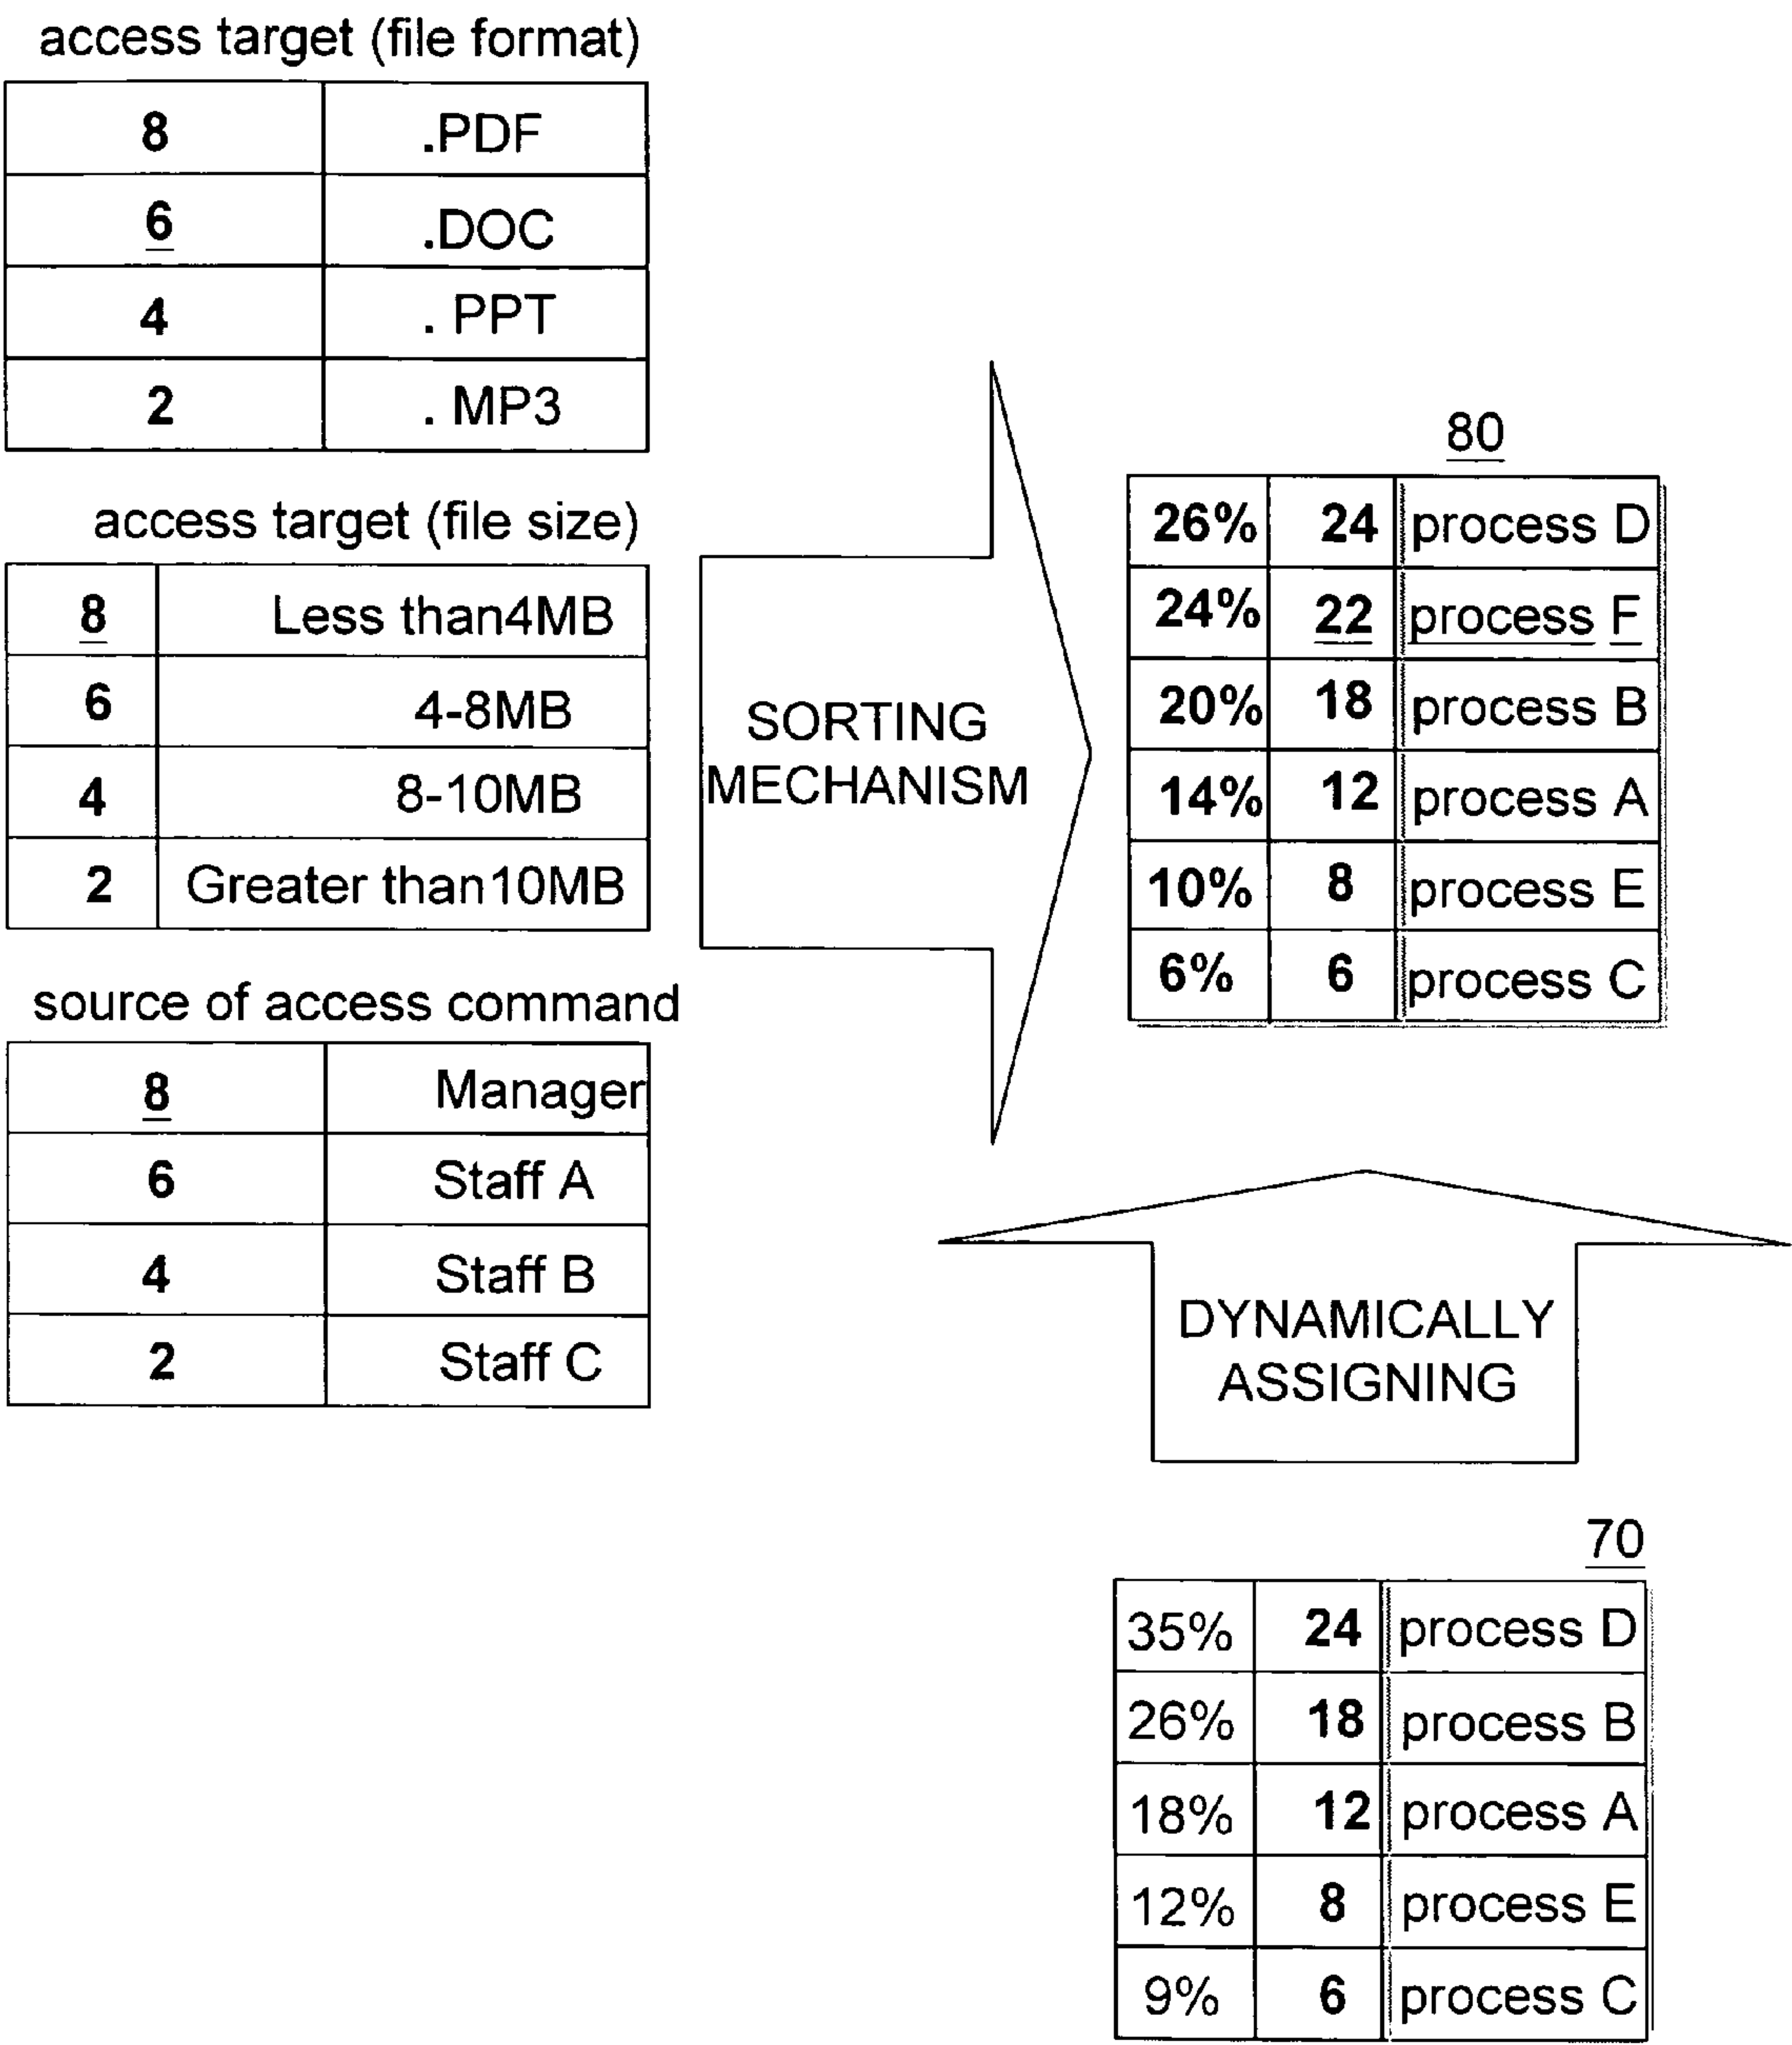 access target (file format)
8 .PDF
6 .DOC
4 . PPT
2 . MP3
access target (file size)
8 Less than4MB
6 4-8MB
4 8-10MB
2 Greater than10MB
source of access command
8 Manager
6 Staff A
4 Staff B
2 Staff C
SORTING
MECHANISM
80
26% 24 process D
24% 22 process F
20% 18 process B
14% 12 process A
10% 8 process E
6% 6 process C
DYNAMICALLY
ASSIGNING
70
35% 24 process D
26% 18 process B
18% 12 process A
12% 8 process E
9% 6 process C